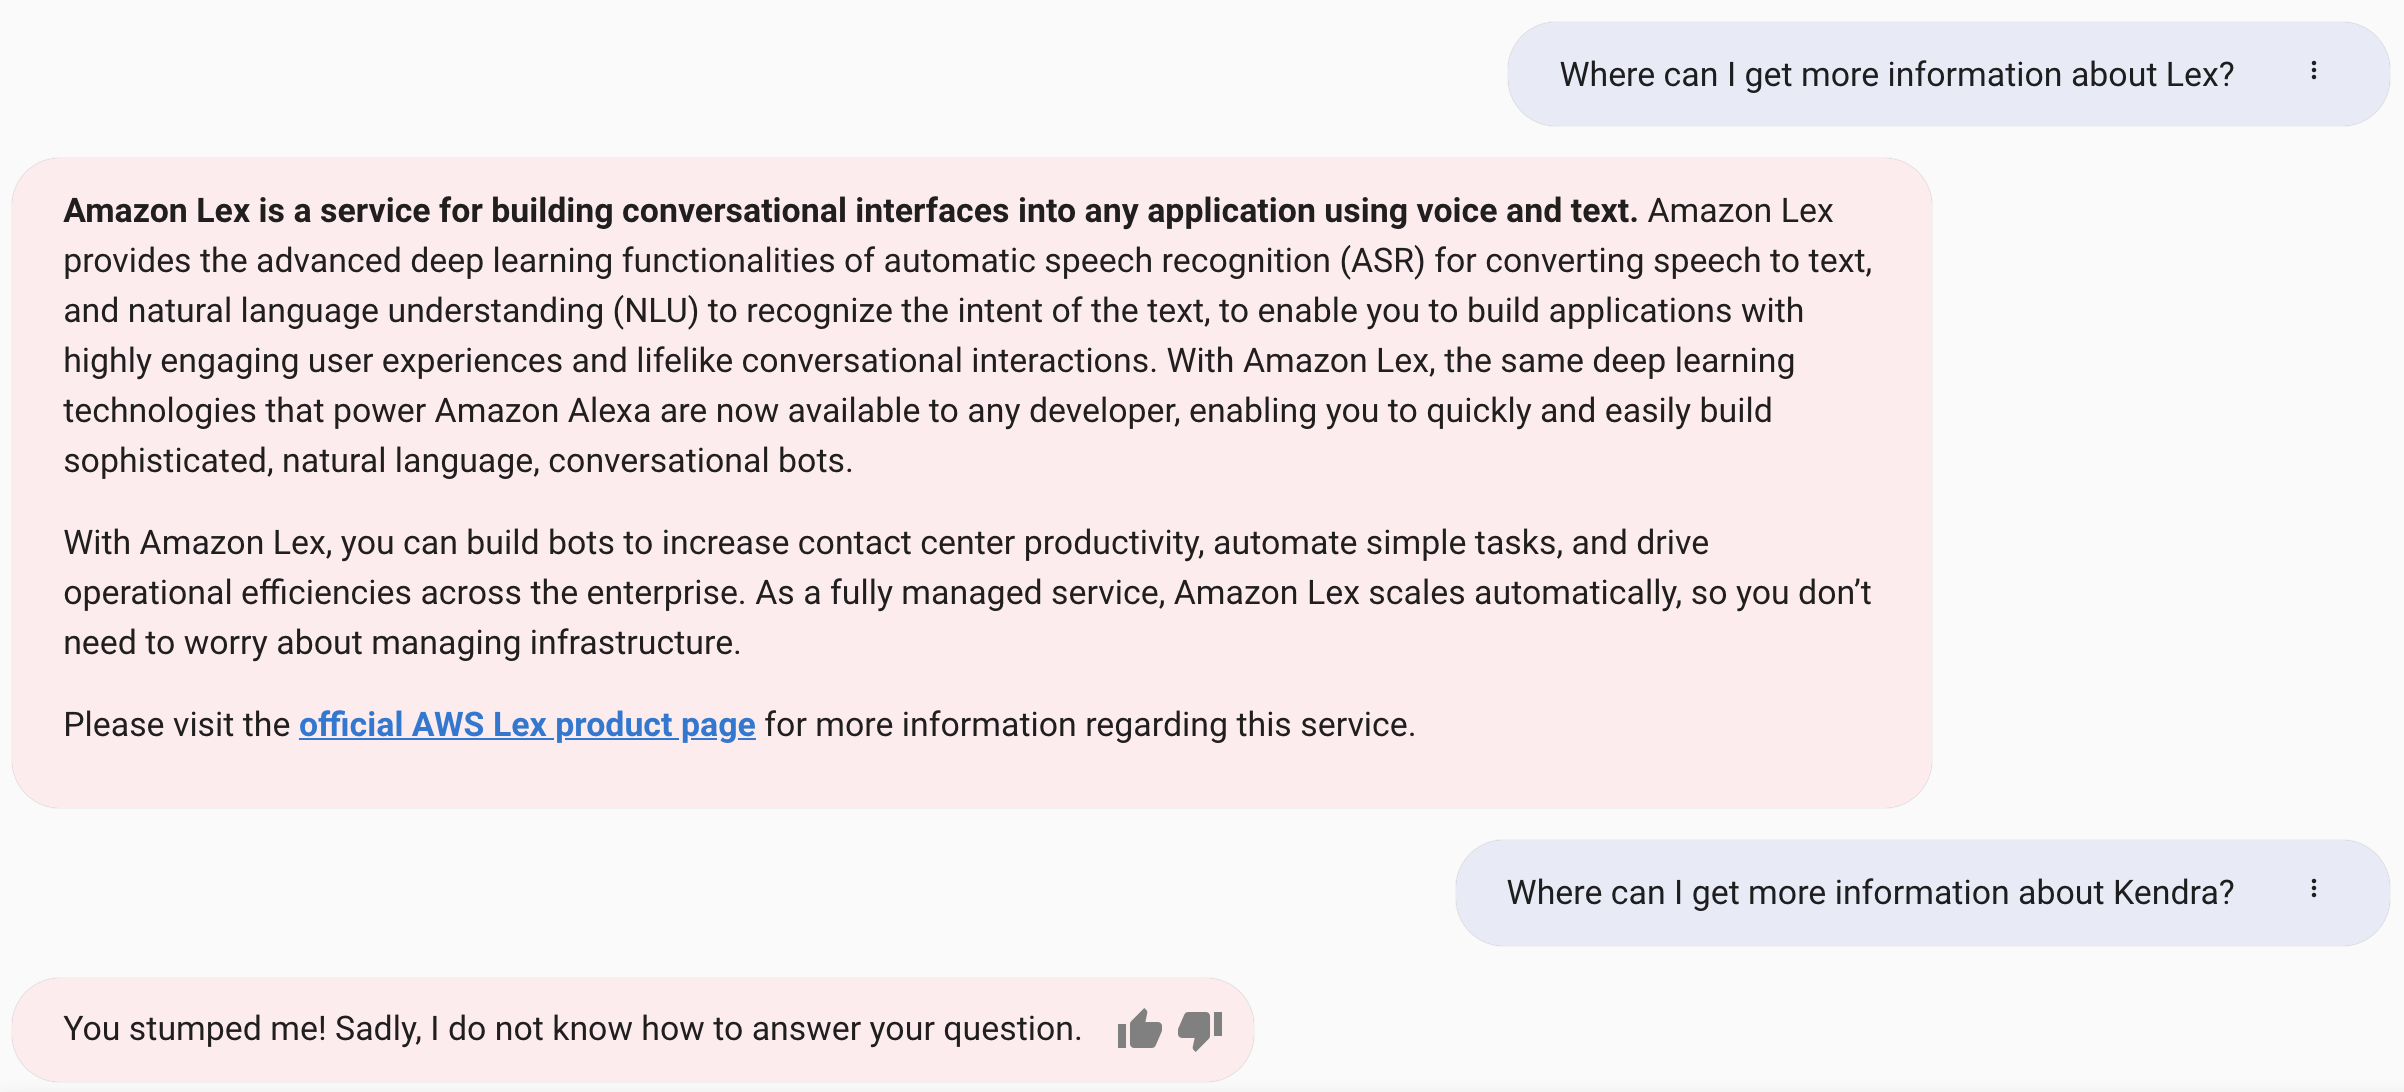 Where can I get more information about Lex?
Amazon Lex is a service for building conversational interfaces into any application using voice and text. Amazon Lex
provides the advanced deep learning functionalities of automatic speech recognition (ASR) for converting speech to text,
and natural language understanding (NLU) to recognize the intent of the text, to enable you to build applications with
highly engaging user experiences and lifelike conversational interactions. With Amazon Lex, the same deep learning
technologies that power Amazon Alexa are now available to any developer, enabling you to quickly and easily build
sophisticated, natural language, conversational bots.
With Amazon Lex, you can build bots to increase contact center productivity, automate simple tasks, and drive
operational efficiencies across the enterprise. As a fully managed service, Amazon Lex scales automatically, so you don’t
need to worry about managing infrastructure.
Please visit the official AWS Lex product page for more information regarding this service.
Where can I get more information about Kendra?
You stumped me! Sadly, I do not know how to answer your question.